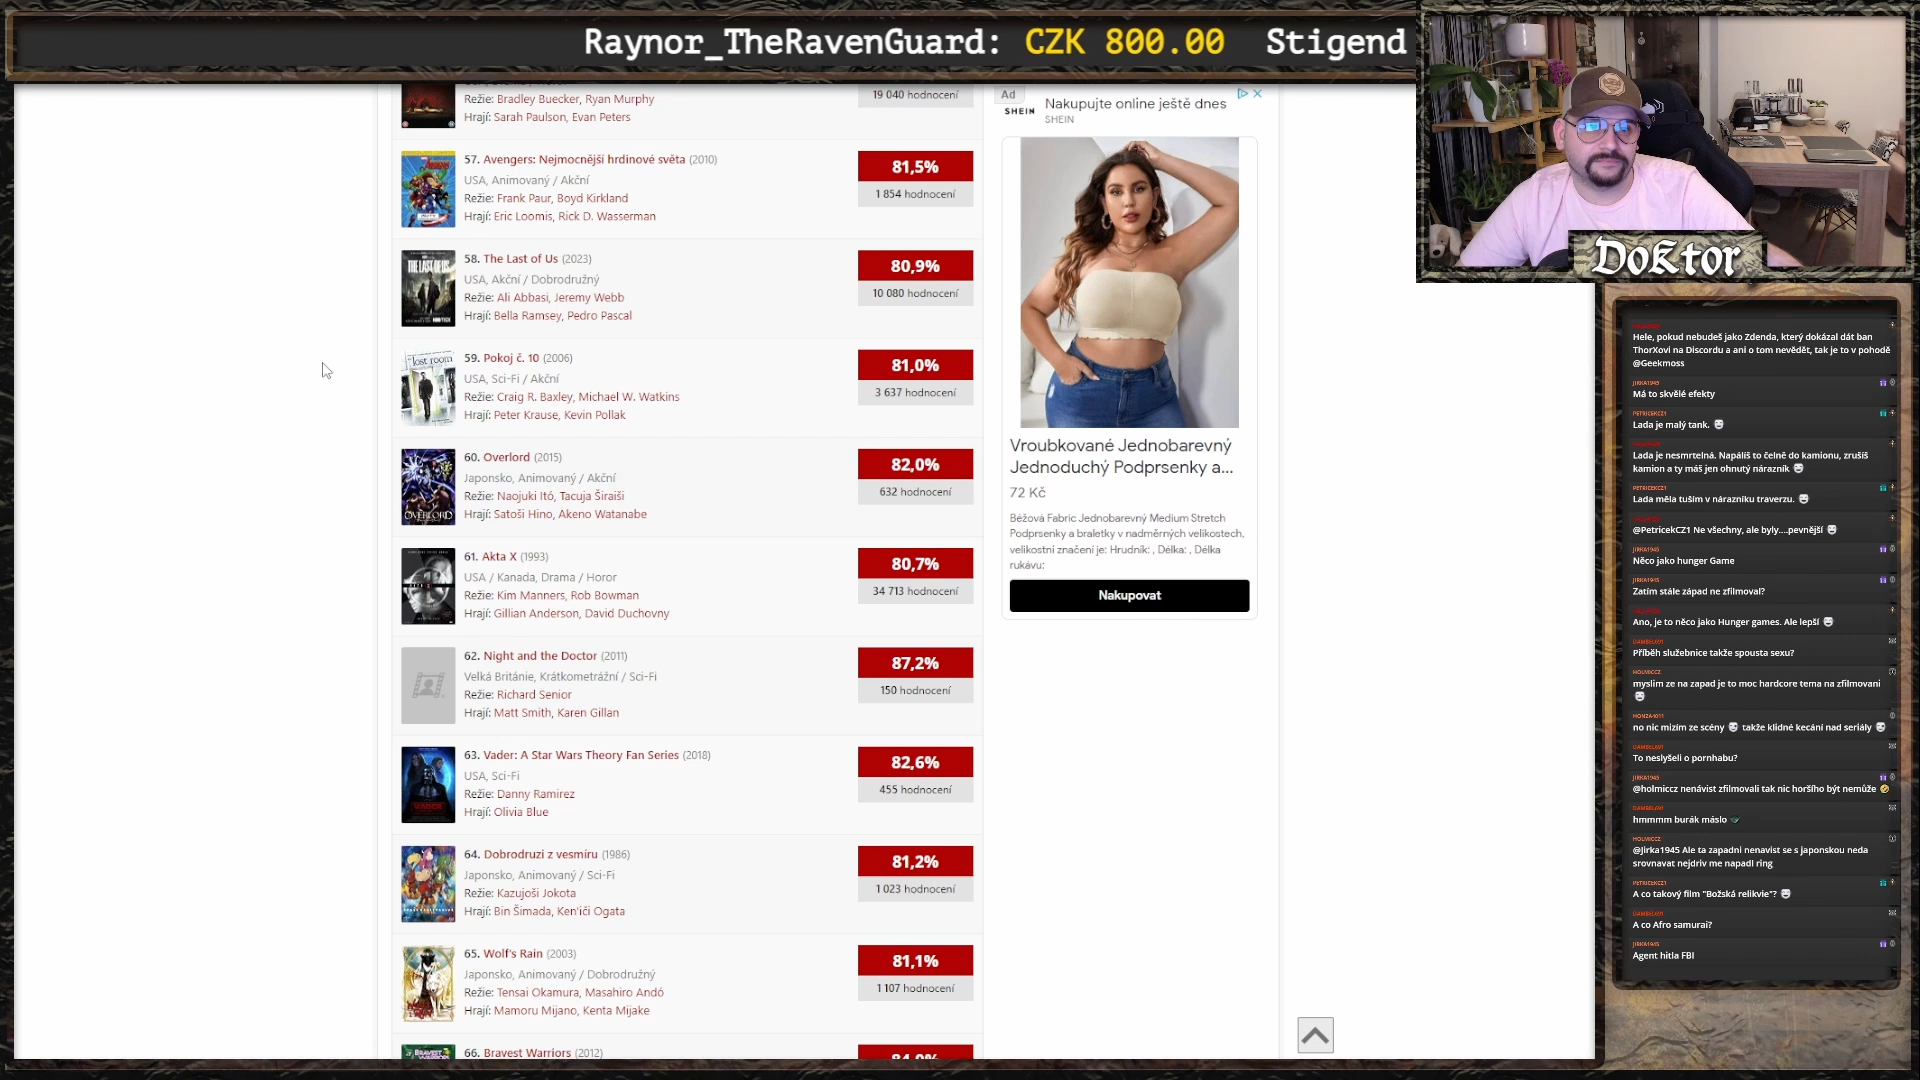 Raynor_TheRavenGuard: CZK 800.00 Stigend
Režie: Bradley Buecker, Ryan Murphy
Hrají: Sarah Paulson, Evan Peters
19 040 hodnocení
57. Avengers: Nejmocnější hrdinové světa (2010)
USA, Animovaný / Akční
Režie: Frank Paur, Boyd Kirkland
Hrají: Eric Loomis, Rick D. Wasserman
81,5%
1 854 hodnocení
58. The Last of Us (2023)
USA, Akční / Dobrodružný
Režie: Ali Abbasi, Jeremy Webb
Hrají: Bella Ramsey, Pedro Pascal
80,9%
10 080 hodnocení
59. Pokoj č. 10 (2006)
USA, Sci-Fi / Akční
Režie: Craig R. Baxley, Michael W. Watkins
Hrají: Peter Krause, Kevin Pollak
81,0%
3 637 hodnocení
60. Overlord (2015)
Japonsko, Animovaný / Akční
Režie: Naojuki Itó, Tacuja Širaiši
Hrají: Satoši Hino, Akeno Watanabe
82,0%
632 hodnocení
61. Akta X (1993)
USA / Kanada, Drama / Horor
Režie: Kim Manners, Rob Bowman
Hrají: Gillian Anderson, David Duchovny
80,7%
34 713 hodnocení
62. Night and the Doctor (2011)
Velká Británie, Krátkometrážní / Sci-Fi
Režie: Richard Senior
Hrají: Matt Smith, Karen Gillan
87,2%
150 hodnocení
63. Vader: A Star Wars Theory Fan Series (2018)
USA, Sci-Fi
Režie: Danny Ramirez
Hrají: Olivia Blue
82,6%
455 hodnocení
64. Dobrodruzi z vesmíru (1986)
Japonsko, Animovaný / Sci-Fi
Režie: Kazujoši Jokota
Hrají: Bin Šimada, Ken'iči Ogata
81,2%
1 023 hodnocení
65. Wolf's Rain (2003)
Japonsko, Animovaný / Dobrodružný
Režie: Tensai Okamura, Masahiro Andó
Hrají: Mamoru Mijano, Kenta Mijake
81,1%
1 107 hodnocení
66. Bravest Warriors (2012)
Ad
SHEIN
Nakupujte online ještě dnes
SHEIN
Vroubkované Jednobarevný
Jednoduchý Podprsenky a...
72 Kč
Béžová Fabric Jednobarevný Medium Stretch
Podprsenky a braletky v nadměrných velikostech,
velikostní značení je: Hrudník: , Délka: , Délka
rukávu:
Nakupovat
Doktor
Hele, pokud nebudeš jako Zdenda, který dokázal dát ban
ThorXovi na Discordu a ani o tom nevědět, tak je to v pohodě
@Geekmoss
JIRKA1945
Má to skvělé efekty
PETRICEKCZ1
Lada je malý tank.
Lada je nesmrtelná. Napálíš to čelně do kamionu, zrušíš
kamion a ty máš jen ohnutý nárazník
PETRICEKCZ1
Lada měla tuším v nárazníku traverzu.
@PetricekCZ1 Ne všechny, ale byly....pevnější
JIRKA1945
Něco jako hunger Game
JIRKA1945
Zatím stále západ ne zfilmoval?
Ano, je to něco jako Hunger games. Ale lepší
Příběh služebnice takže spousta sexu?
HOLMICCZ
myslim ze na zapad je to moc hardcore tema na zfilmovani
no nic mizím ze scény takže klidné kecání nad seriály
To neslyšeli o pornhabu?
JIRKA1945
@holmiccz nenávist zfilmovali tak nic horšího být nemůže
hmmmm burák máslo
HOLMICCZ
@Jirka1945 Ale ta zapadni nenavist se s japonskou neda
srovnavat nejdriv me napadl ring
PETRICEKCZ1
A co takový film "Božská relikvie"?
A co Afro samurai?
JIRKA1945
Agent hitla FBI